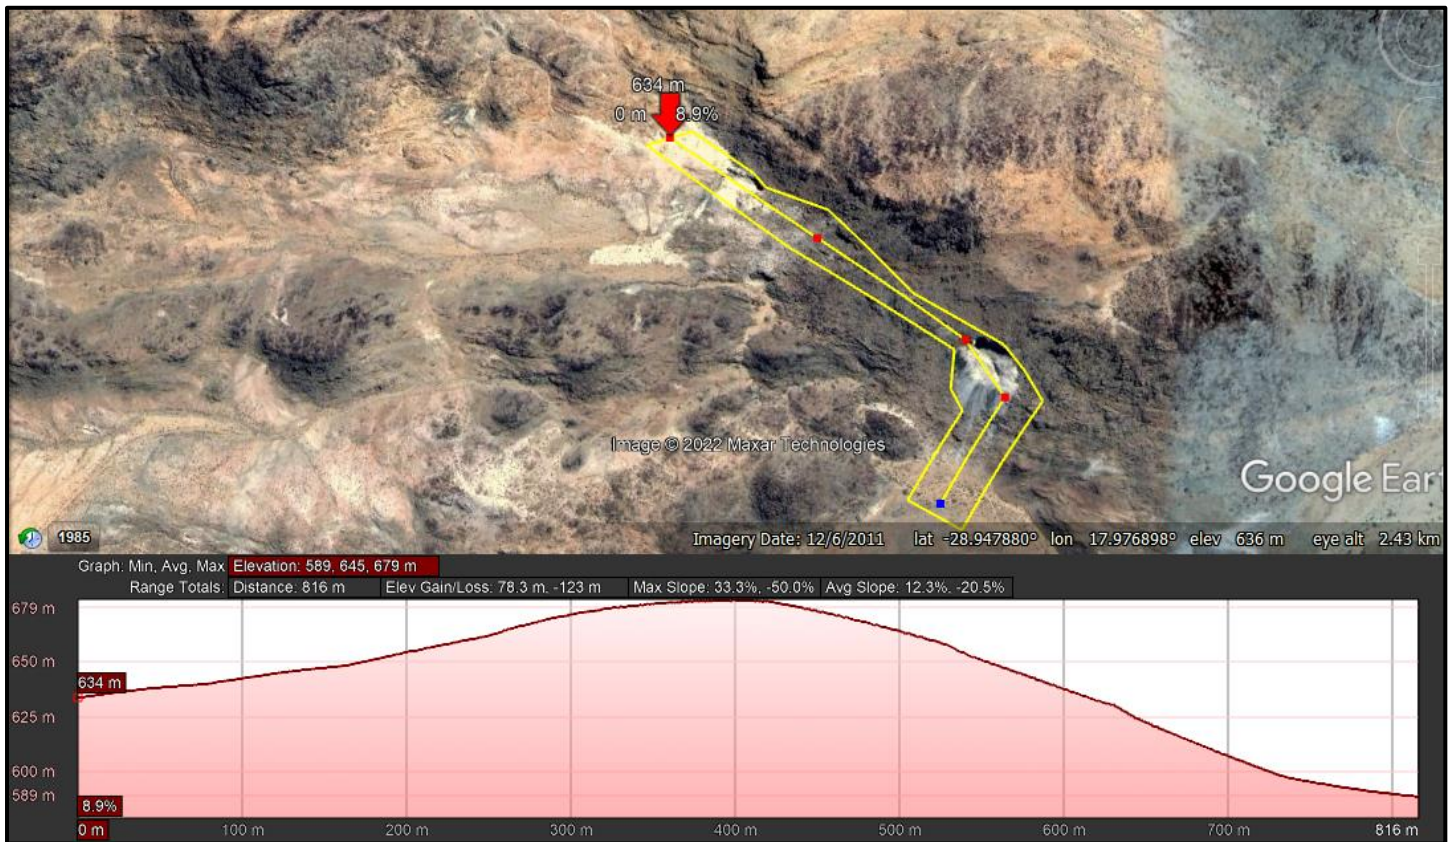 634 m
0 m 8.9%
Image © 2022 Maxar Technologies
Google Eart
1985
Imagery Date: 12/6/2011 lat -28.947880° lon 17.976898° elev 636 m eye alt 2.43 km
Graph: Min, Avg, Max Elevation: 589, 645, 679 m
Range Totals: Distance: 816 m Elev Gain/Loss: 78.3 m, -123 m Max Slope: 33.3%, -50.0% Avg Slope: 12.3%, -20.5%
679 m
650 m
634 m
625 m
600 m
589 m
8.9%
0 m 100 m 200 m 300 m 400 m 500 m 600 m 700 m 816 m